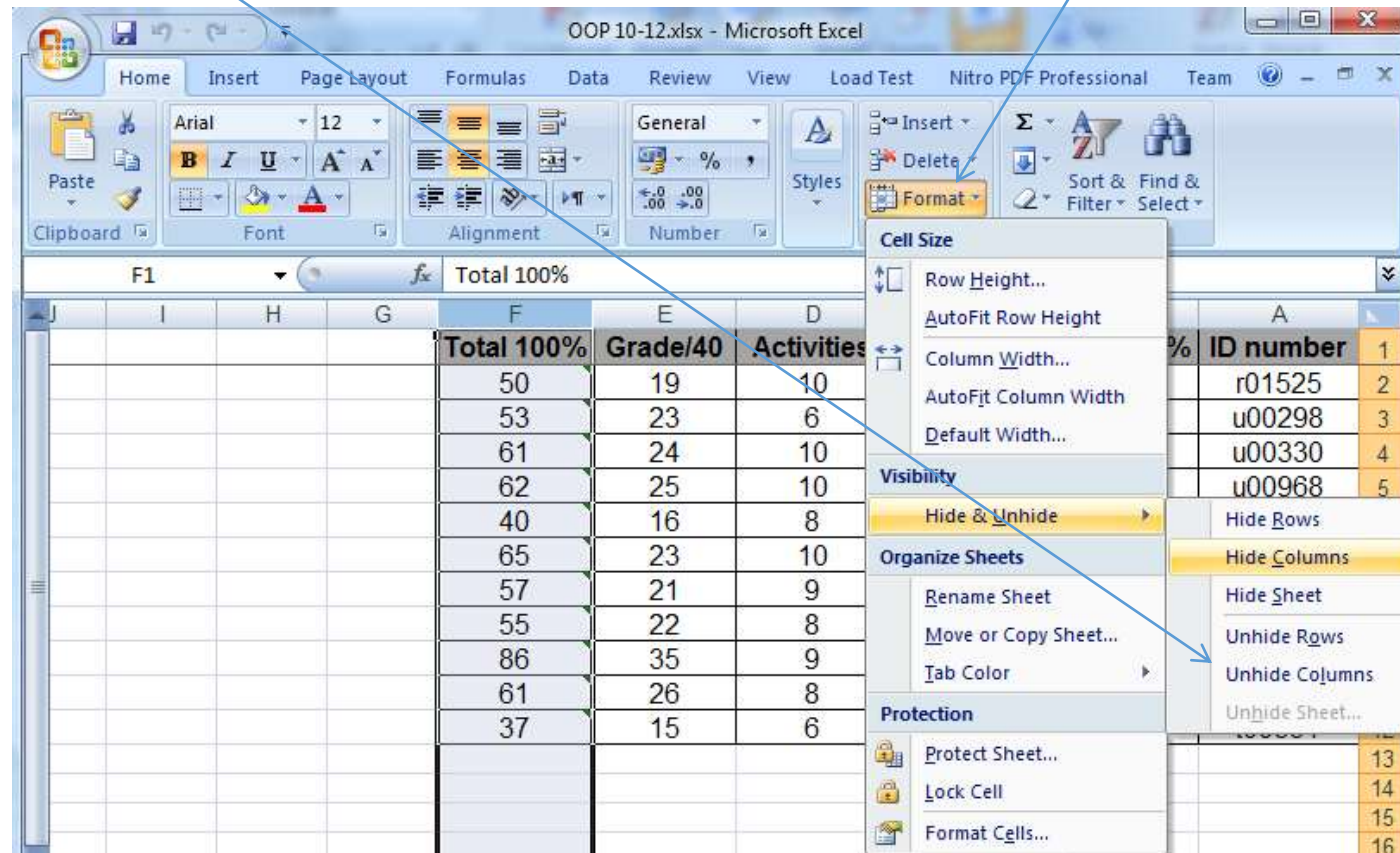 OOP 10-12.xlsx - Microsoft Excel
Home Insert Page Layout Formulas Data Review View Load Test Nitro PDF Professional Team
Paste
Clipboard
Arial 12
B I U A A
A
Font
Alignment
General
% ,
.0 .00
.00 .0
Number
A
Styles
Insert
Delete
Format
Σ
A
Z
Sort & Filter
Find & Select
F1 fx Total 100%
J I H G F E D A
Total 100% Grade/40 Activities % ID number 1
50 19 10 r01525 2
53 23 6 u00298 3
61 24 10 u00330 4
62 25 10 u00968 5
40 16 8
65 23 10
57 21 9
55 22 8
86 35 9
61 26 8
37 15 6
13
14
15
16
Cell Size
Row Height...
AutoFit Row Height
Column Width...
AutoFit Column Width
Default Width...
Visibility
Hide & Unhide
Organize Sheets
Rename Sheet
Move or Copy Sheet...
Tab Color
Protection
Protect Sheet...
Lock Cell
Format Cells...
Hide Rows
Hide Columns
Hide Sheet
Unhide Rows
Unhide Columns
Unhide Sheet...